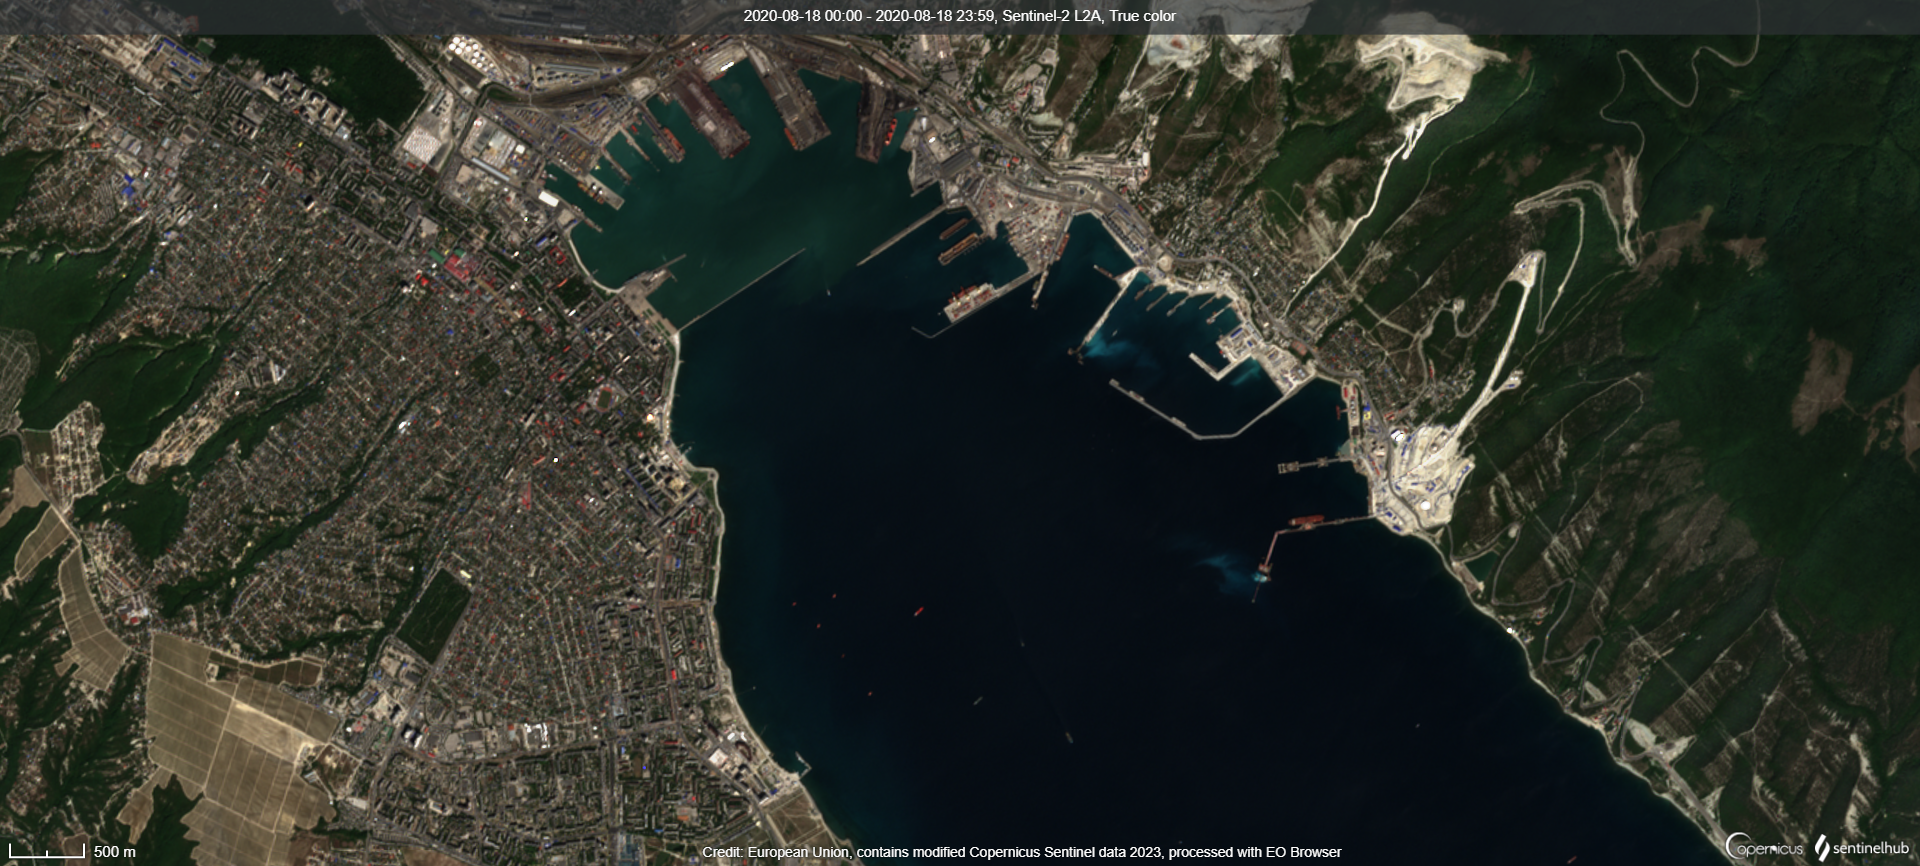 2020-08-18 00:00 - 2020-08-18 23:59, Sentinel-2 L2A, True color
500 m
Credit: European Union, contains modified Copernicus Sentinel data 2023, processed with EO Browser
Copernicus
sentinelhub